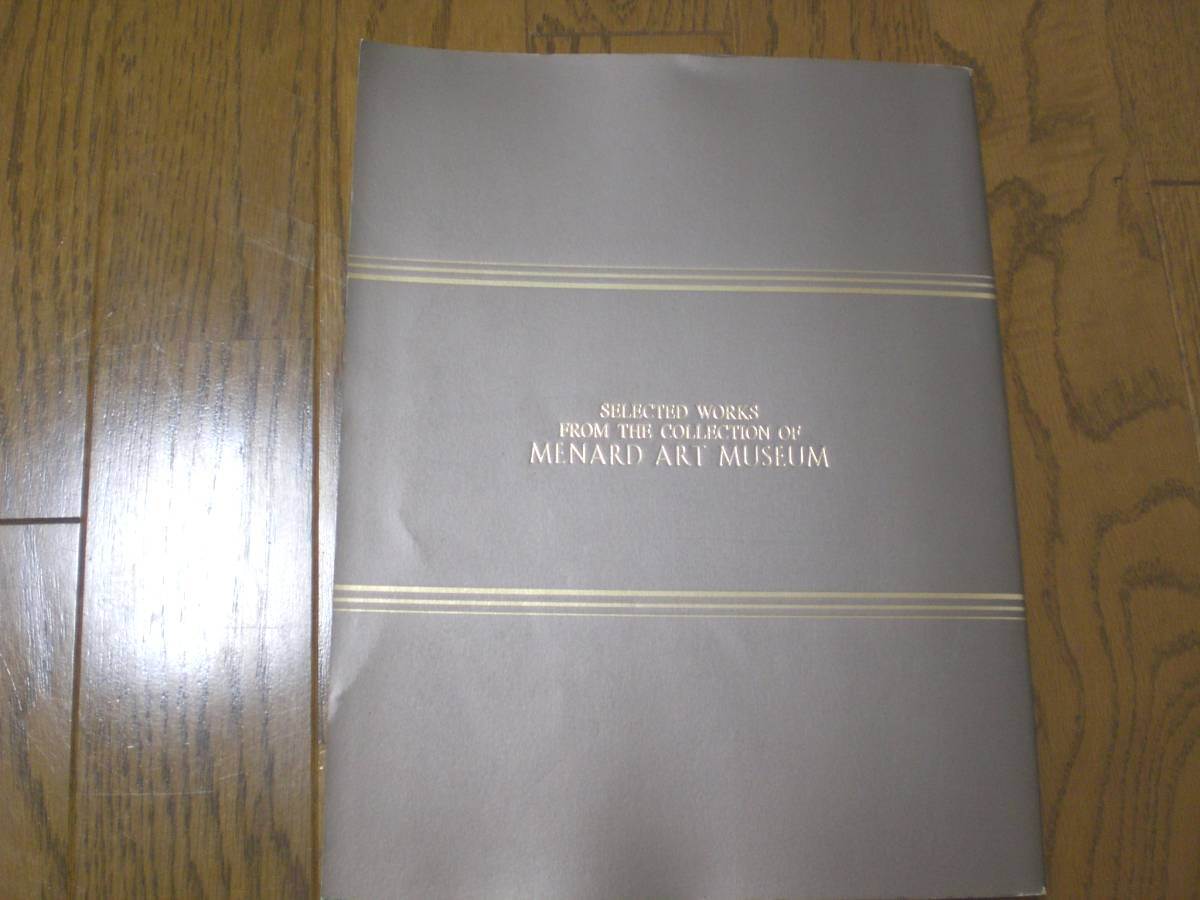 SELECTED WORKS
FROM THE COLLECTION OF
MENARD ART MUSEUM